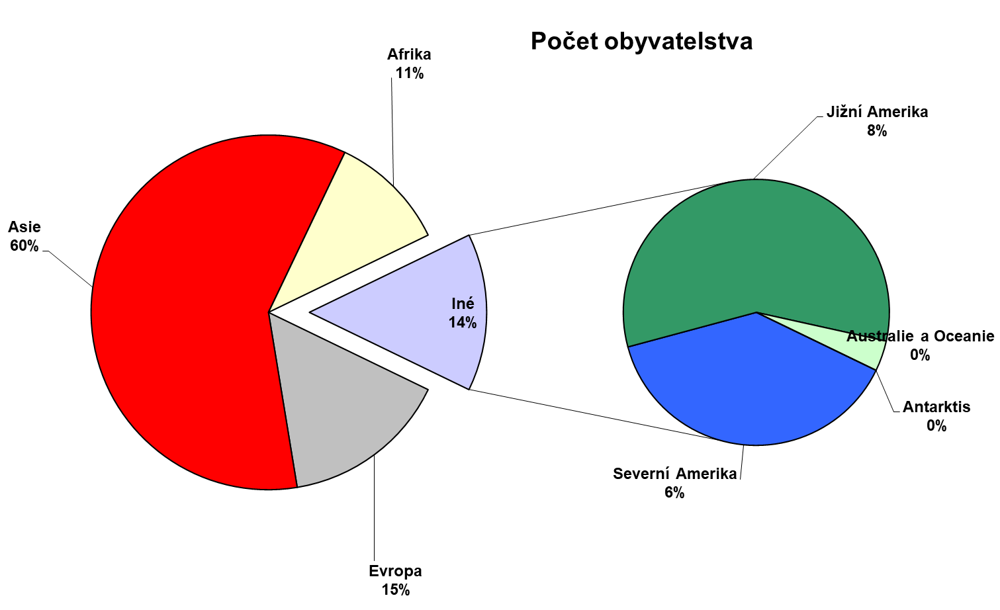 Počet obyvatelstva
Afrika
11%
Jižní Amerika
8%
Asie
60%
Iné
14%
Australie a Oceanie
0%
Antarktis
0%
Severní Amerika
6%
Evropa
15%